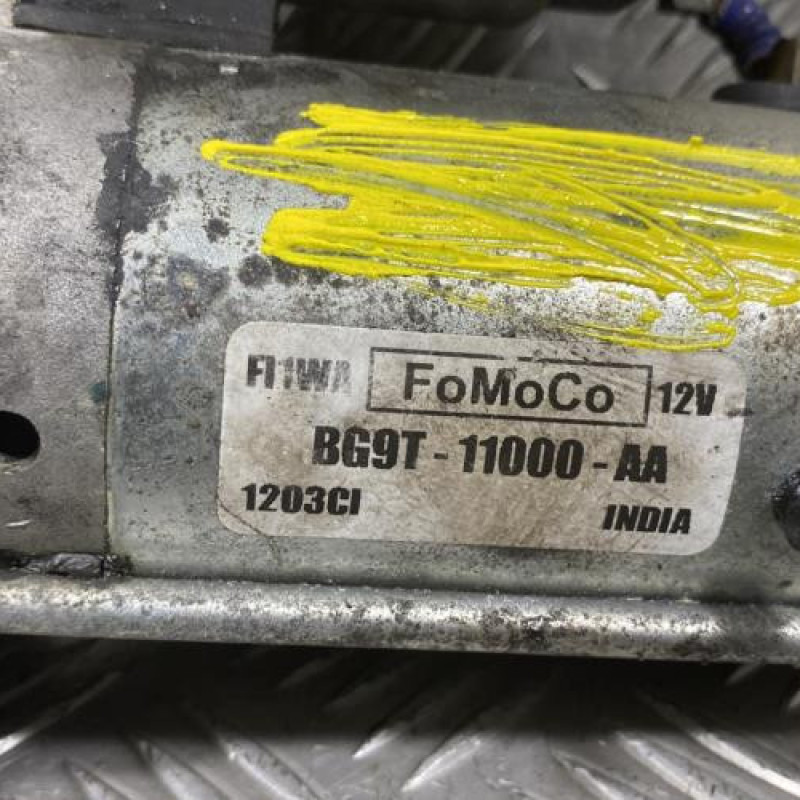 FI1WA FoMoCo 12V
BG9T - 11000 - AA
1203CI
INDIA